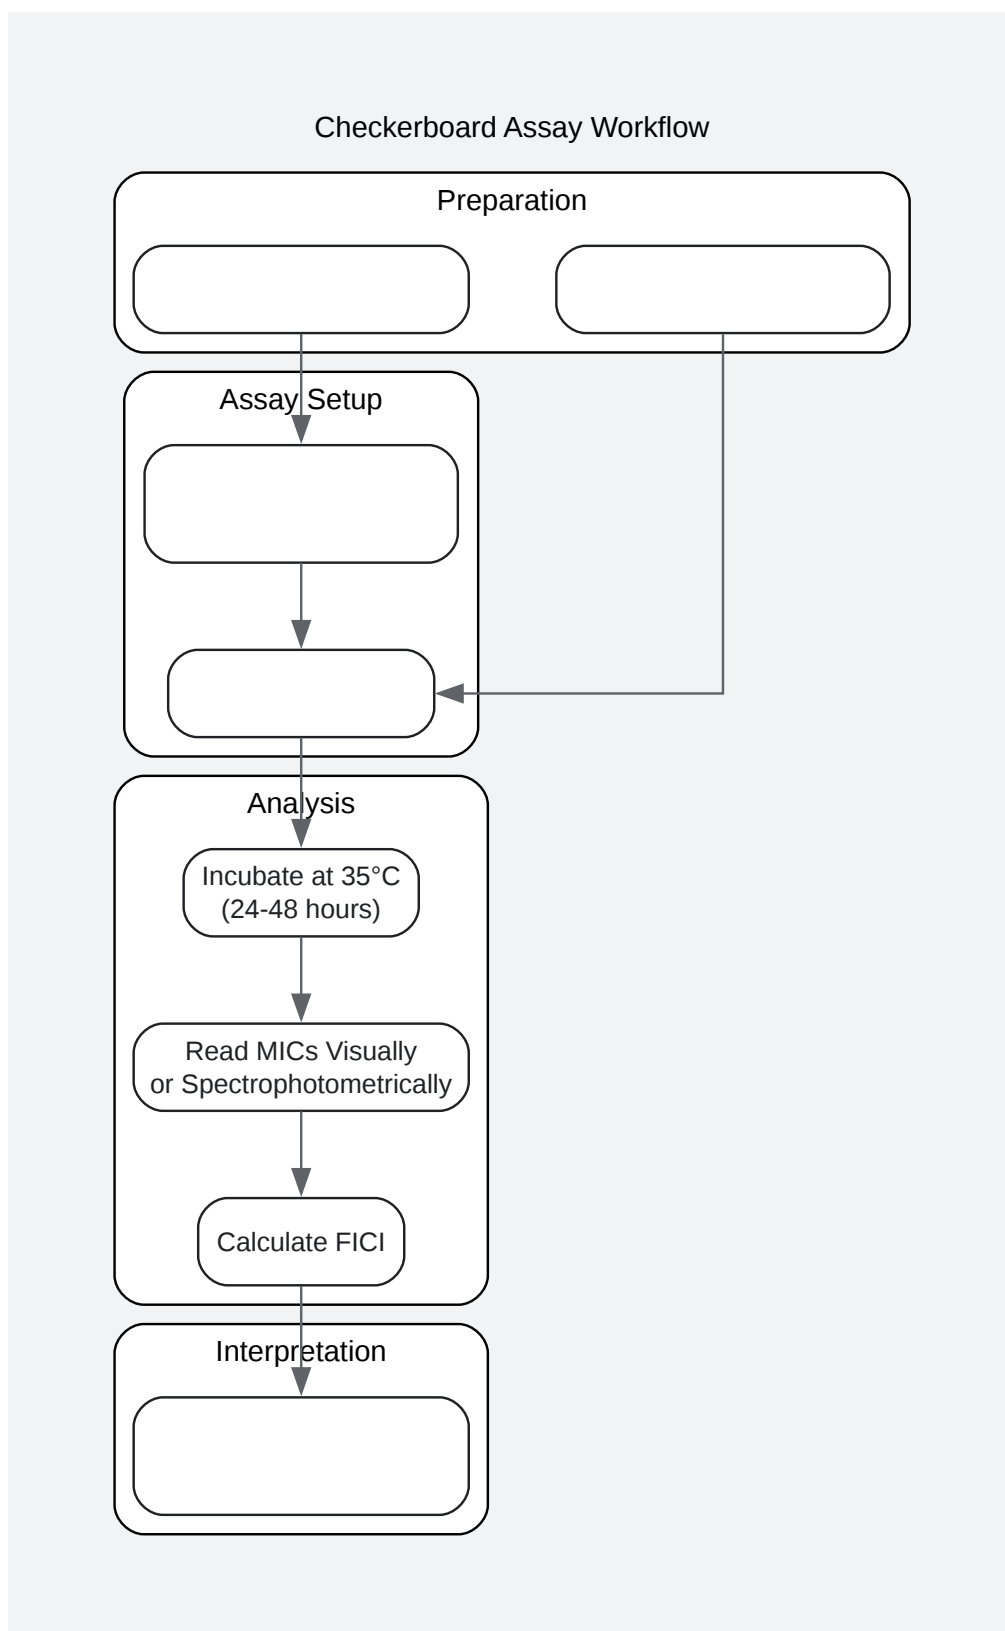 Checkerboard Assay Workflow
Preparation
Assay Setup
Analysis
Incubate at 35°C
(24-48 hours)
Read MICs Visually
or Spectrophotometrically
Calculate FICI
Interpretation